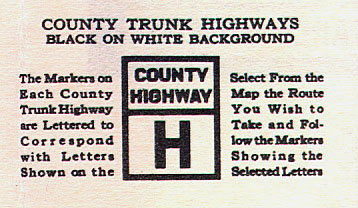 COUNTY TRUNK HIGHWAYS
BLACK ON WHITE BACKGROUND
The Markers on
Each County
Trunk Highway
are Lettered to
Correspond
with Letters
Shown on the
COUNTY
HIGHWAY
H
Select From the
Map the Route
You Wish to
Take and Fol-
low the Markers
Showing the
Selected Letters